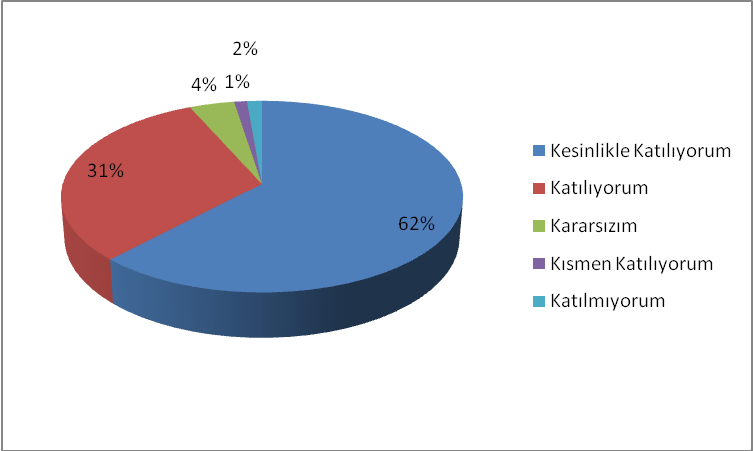 2%
4%
1%
31%
62%
Kesinlikle Katılıyorum
Katılıyorum
Kararsızım
Kısmen Katılıyorum
Katılmıyorum